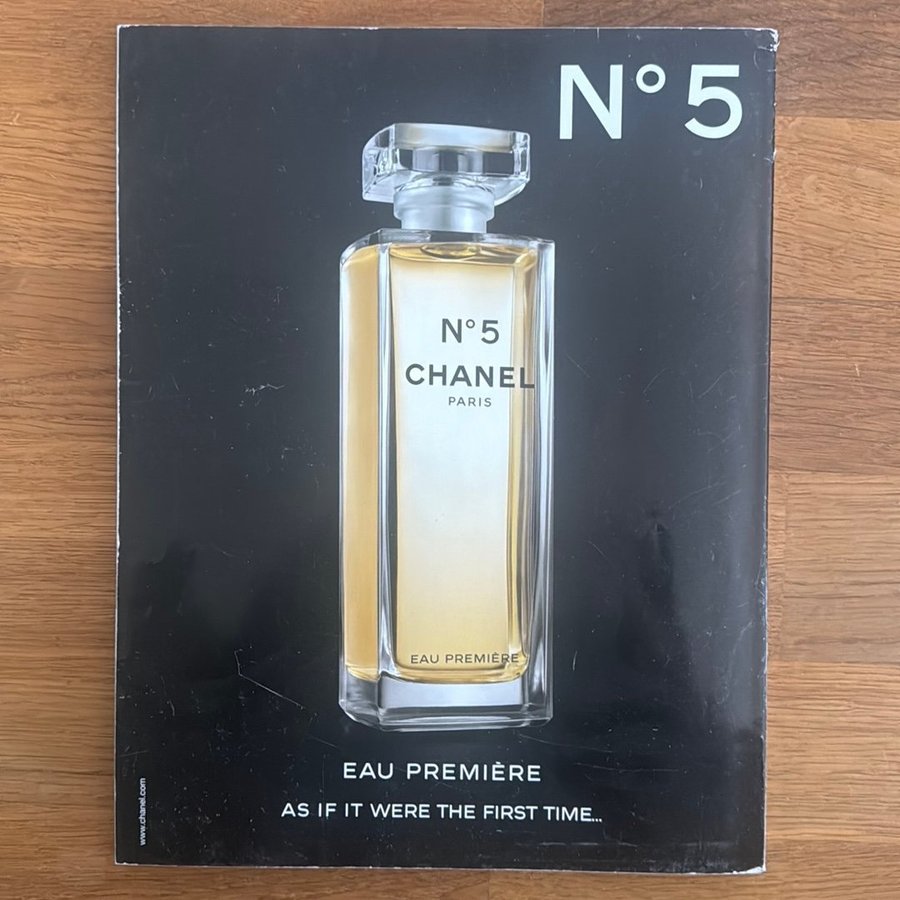 N° 5
N° 5
CHANEL
PARIS
EAU PREMIÈRE
EAU PREMIÈRE
AS IF IT WERE THE FIRST TIME...
www.chanel.com